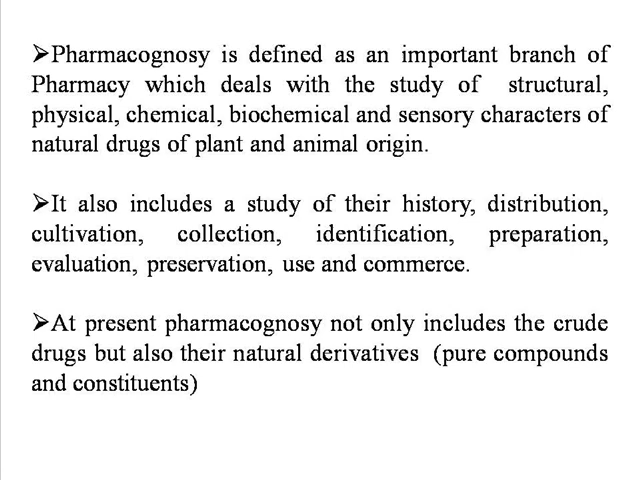 ➢Pharmacognosy is defined as an important branch of
Pharmacy which deals with the study of structural,
physical, chemical, biochemical and sensory characters of
natural drugs of plant and animal origin.
➢It also includes a study of their history, distribution,
cultivation, collection, identification, preparation,
evaluation, preservation, use and commerce.
➢At present pharmacognosy not only includes the crude
drugs but also their natural derivatives (pure compounds
and constituents)